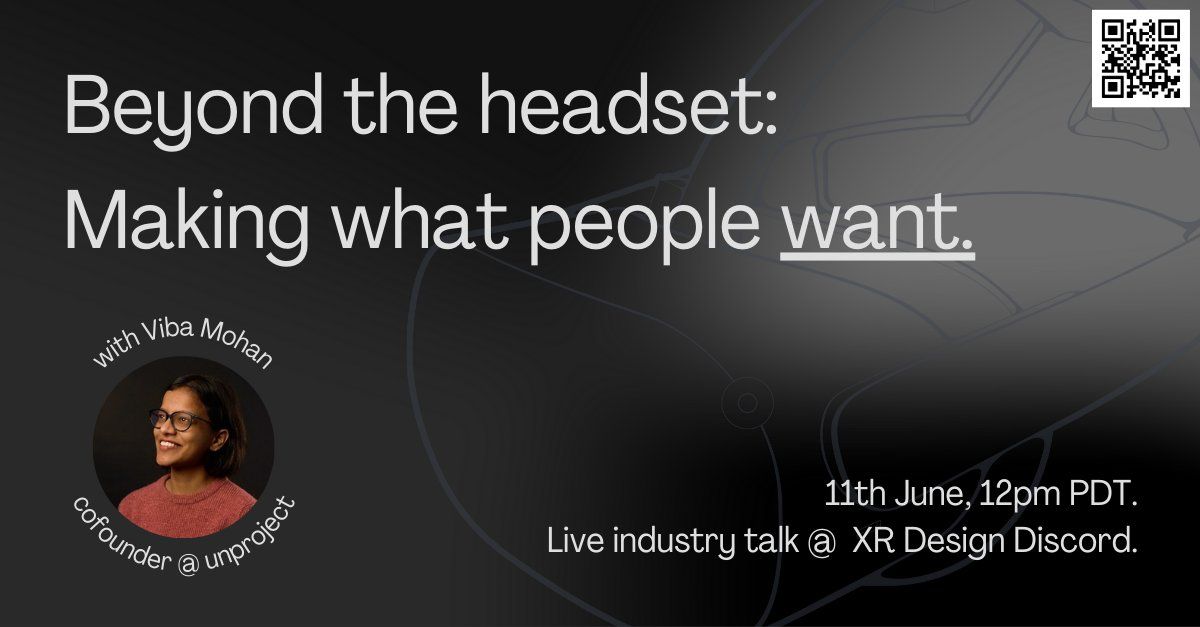 Beyond the headset:
Making what people want.
with Viba Mohan
cofounder @ unproject
11th June, 12pm PDT.
Live industry talk @ XR Design Discord.